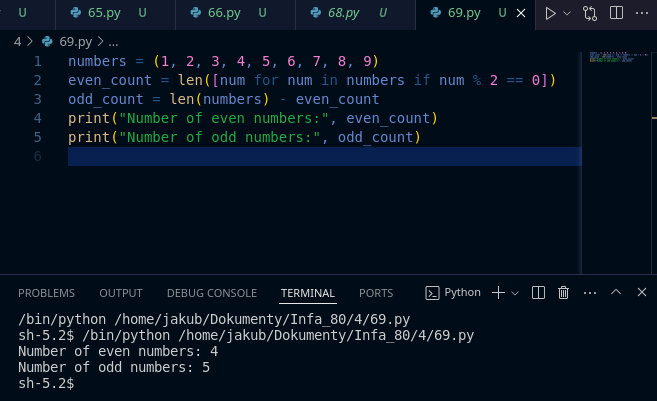 U 65.py U 66.py U 68.py U 69.py U
4 > 69.py > ...
1 numbers = (1, 2, 3, 4, 5, 6, 7, 8, 9)
2 even_count = len([num for num in numbers if num % 2 == 0])
3 odd_count = len(numbers) - even_count
4 print("Number of even numbers:", even_count)
5 print("Number of odd numbers:", odd_count)
6
PROBLEMS OUTPUT DEBUG CONSOLE TERMINAL PORTS Python
/bin/python /home/jakub/Dokumenty/Infa_80/4/69.py
sh-5.2$ /bin/python /home/jakub/Dokumenty/Infa_80/4/69.py
Number of even numbers: 4
Number of odd numbers: 5
sh-5.2$